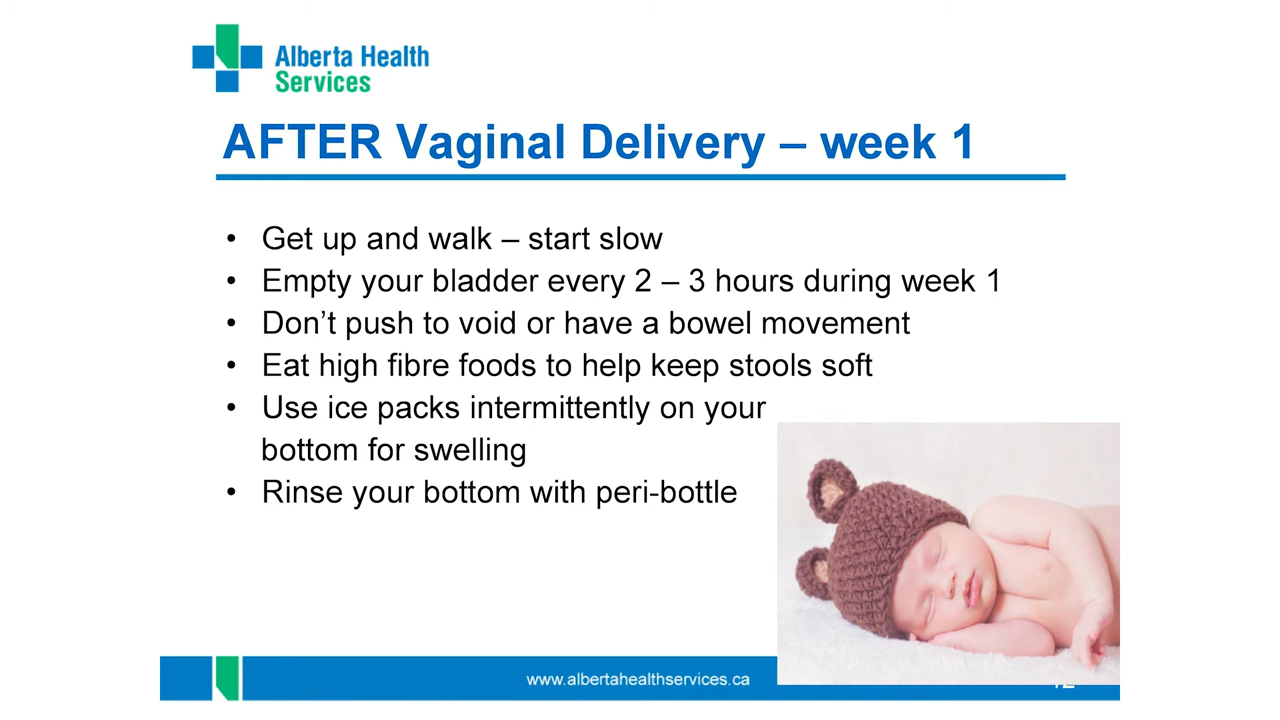 Alberta Health
Services
AFTER Vaginal Delivery – week 1
• Get up and walk – start slow
• Empty your bladder every 2 – 3 hours during week 1
• Don’t push to void or have a bowel movement
• Eat high fibre foods to help keep stools soft
• Use ice packs intermittently on your
bottom for swelling
• Rinse your bottom with peri-bottle
www.albertahealthservices.ca